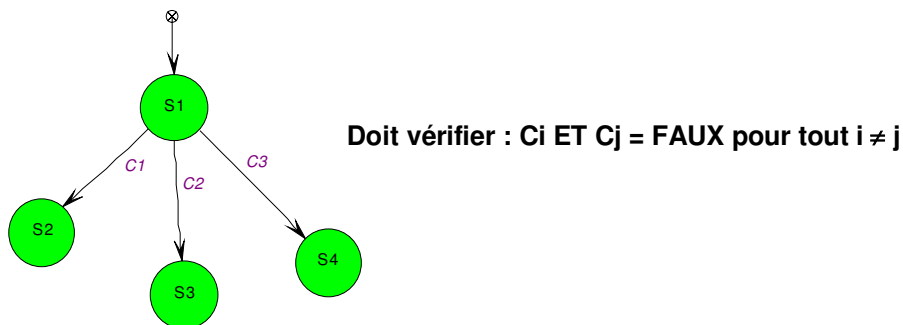 S1
Doit vérifier : Ci ET Cj = FAUX pour tout i ≠ j
C1
C2
C3
S2
S3
S4